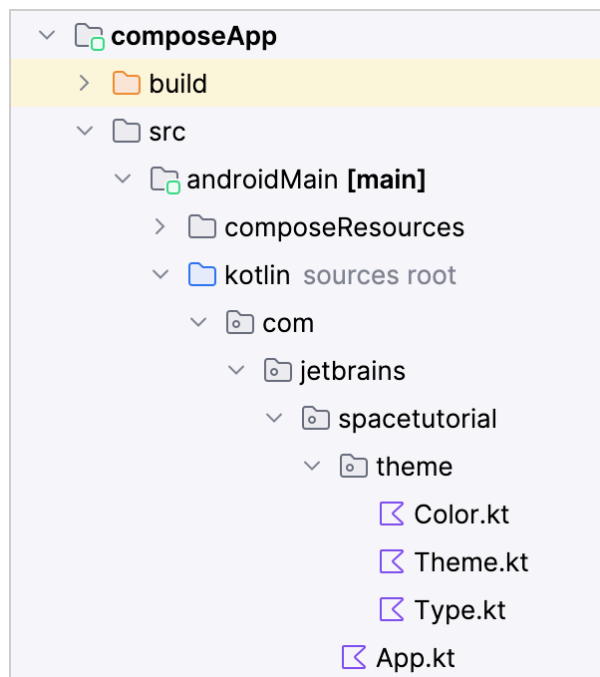 composeApp
build
src
androidMain [main]
composeResources
kotlin sources root
com
jetbrains
spacetutorial
theme
Color.kt
Theme.kt
Type.kt
App.kt